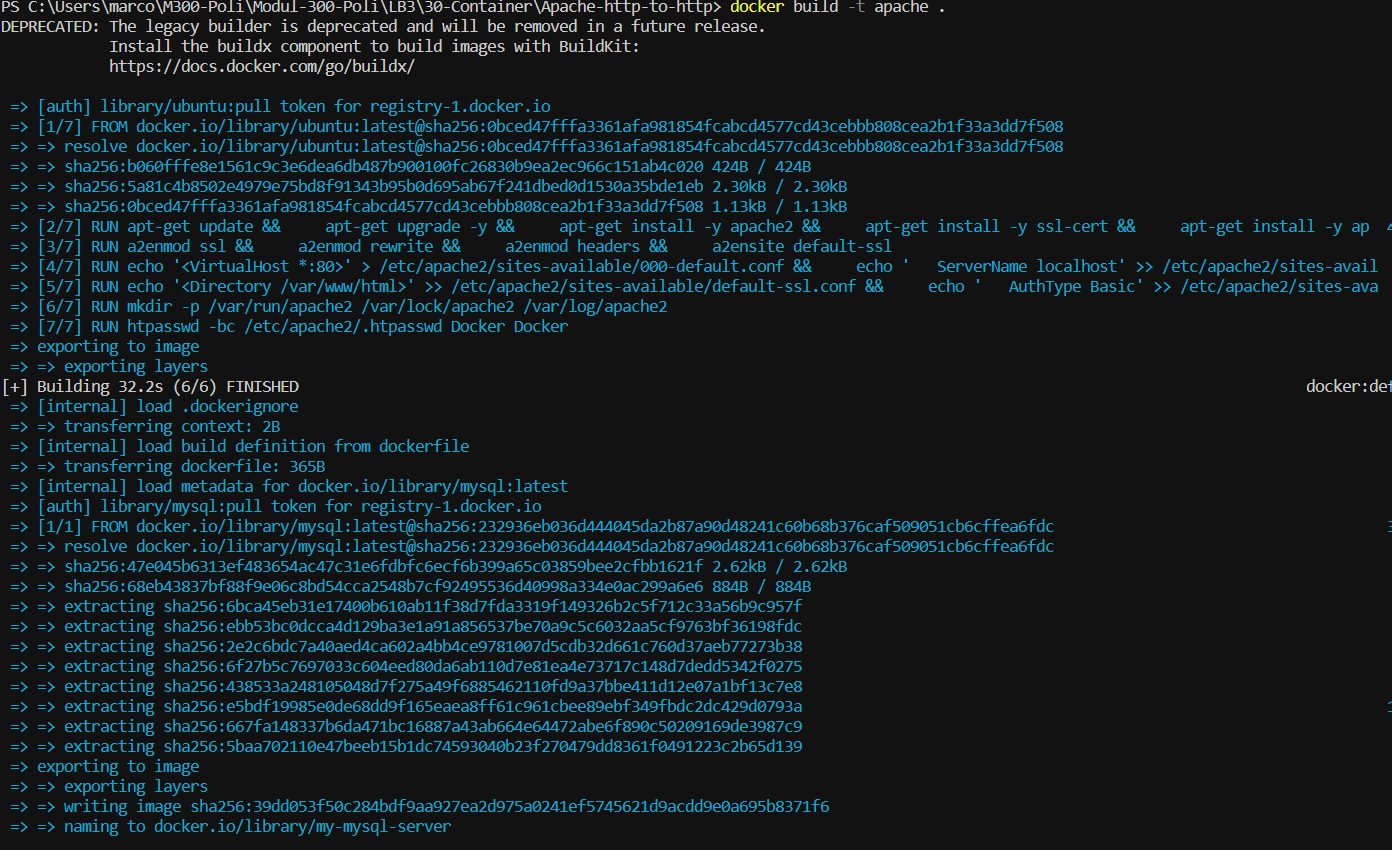 PS C:\Users\marco\M300-Poli\Modul-300-Poli\LB3\30-Container\Apache-http-to-http> docker build -t apache .
DEPRECATED: The legacy builder is deprecated and will be removed in a future release.
            Install the buildx component to build images with BuildKit:
            https://docs.docker.com/go/buildx/
 => [auth] library/ubuntu:pull token for registry-1.docker.io
 => [1/7] FROM docker.io/library/ubuntu:latest@sha256:0bced47fffa3361afa981854fcabcd4577cd43cebbb808cea2b1f33a3dd7f508
 => => resolve docker.io/library/ubuntu:latest@sha256:0bced47fffa3361afa981854fcabcd4577cd43cebbb808cea2b1f33a3dd7f508
 => => sha256:b060fffe8e1561c9c3e6dea6db487b900100fc26830b9ea2ec966c151ab4c020 424B / 424B
 => => sha256:5a81c4b8502e4979e75bd8f91343b95b0d695ab67f241dbed0d1530a35bde1eb 2.30kB / 2.30kB
 => => sha256:0bced47fffa3361afa981854fcabcd4577cd43cebbb808cea2b1f33a3dd7f508 1.13kB / 1.13kB
 => [2/7] RUN apt-get update &&     apt-get upgrade -y &&     apt-get install -y apache2 &&     apt-get install -y ssl-cert &&     apt-get install -y ap
 => [3/7] RUN a2enmod ssl &&     a2enmod rewrite &&     a2enmod headers &&     a2ensite default-ssl
 => [4/7] RUN echo '<VirtualHost *:80>' > /etc/apache2/sites-available/000-default.conf &&     echo '   ServerName localhost' >> /etc/apache2/sites-avail
 => [5/7] RUN echo '<Directory /var/www/html>' >> /etc/apache2/sites-available/default-ssl.conf &&     echo '   AuthType Basic' >> /etc/apache2/sites-ava
 => [6/7] RUN mkdir -p /var/run/apache2 /var/lock/apache2 /var/log/apache2
 => [7/7] RUN htpasswd -bc /etc/apache2/.htpasswd Docker Docker
 => exporting to image
 => => exporting layers
[+] Building 32.2s (6/6) FINISHED docker:def
 => [internal] load .dockerignore
 => => transferring context: 2B
 => [internal] load build definition from dockerfile
 => => transferring dockerfile: 365B
 => [internal] load metadata for docker.io/library/mysql:latest
 => [auth] library/mysql:pull token for registry-1.docker.io
 => [1/1] FROM docker.io/library/mysql:latest@sha256:232936eb036d444045da2b87a90d48241c60b68b376caf509051cb6cffea6fdc
 => => resolve docker.io/library/mysql:latest@sha256:232936eb036d444045da2b87a90d48241c60b68b376caf509051cb6cffea6fdc
 => => sha256:47e045b6313ef483654ac47c31e6fdbfc6ecf6b399a65c03859bee2cfbb1621f 2.62kB / 2.62kB
 => => sha256:68eb43837bf88f9e06c8bd54cca2548b7cf92495536d40998a334e0ac299a6e6 884B / 884B
 => => extracting sha256:6bca45eb31e17400b610ab11f38d7fda3319f149326b2c5f712c33a56b9c957f
 => => extracting sha256:ebb53bc0dcca4d129ba3e1a91a856537be70a9c5c6032aa5cf9763bf36198fdc
 => => extracting sha256:2e2c6bdc7a40aed4ca602a4bb4ce9781007d5cdb32d661c760d37aeb77273b38
 => => extracting sha256:6f27b5c7697033c604eed80da6ab110d7e81ea4e73717c148d7dedd5342f0275
 => => extracting sha256:438533a248105048d7f275a49f6885462110fd9a37bbe411d12e07a1bf13c7e8
 => => extracting sha256:e5bdf19985e0de68dd9f165eaea8ff61c961cbee89ebf349fbdc2dc429d0793a
 => => extracting sha256:667fa148337b6da471bc16887a43ab664e64472abe6f890c50209169de3987c9
 => => extracting sha256:5baa702110e47beeb15b1dc74593040b23f270479dd8361f0491223c2b65d139
 => exporting to image
 => => exporting layers
 => => writing image sha256:39dd053f50c284bdf9aa927ea2d975a0241ef5745621d9acdd9e0a695b8371f6
 => => naming to docker.io/library/my-mysql-server